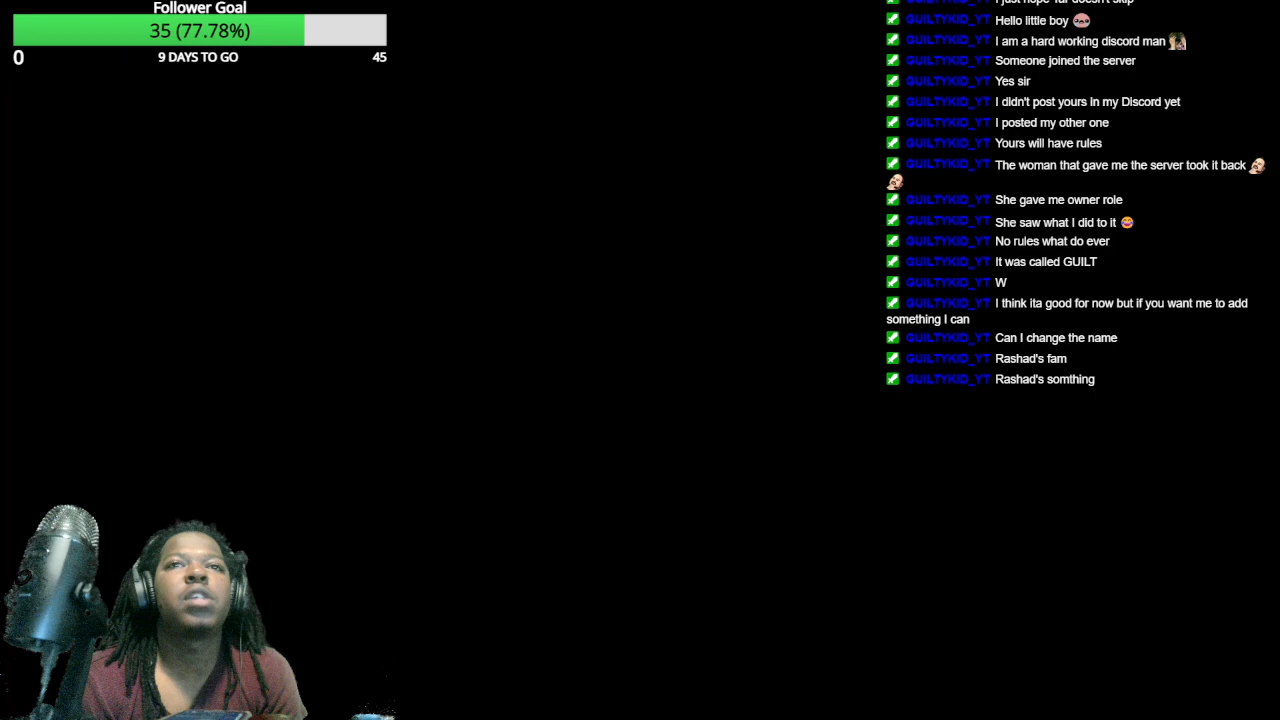 Follower Goal
35 (77.78%)
0 9 DAYS TO GO 45
GUILTYKID_YT Hello little boy
GUILTYKID_YT I am a hard working discord man
GUILTYKID_YT Someone joined the server
GUILTYKID_YT Yes sir
GUILTYKID_YT I didn't post yours in my Discord yet
GUILTYKID_YT I posted my other one
GUILTYKID_YT Yours will have rules
GUILTYKID_YT The woman that gave me the server took it back
GUILTYKID_YT She gave me owner role
GUILTYKID_YT She saw what I did to it
GUILTYKID_YT No rules what do ever
GUILTYKID_YT It was called GUILT
GUILTYKID_YT W
GUILTYKID_YT I think ita good for now but if you want me to add
something I can
GUILTYKID_YT Can I change the name
GUILTYKID_YT Rashad's fam
GUILTYKID_YT Rashad's somthing